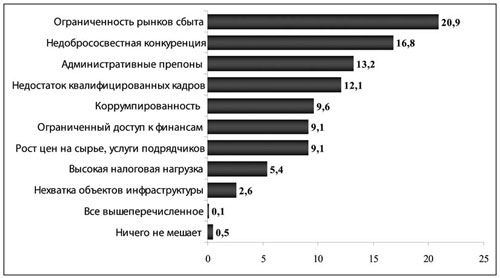 Ограниченность рынков сбыта 20,9
Недобрососвестная конкуренция 16,8
Административные препоны 13,2
Недостаток квалифицированных кадров 12,1
Коррумпированность 9,6
Ограниченный доступ к финансам 9,1
Рост цен на сырье, услуги подрядчиков 9,1
Высокая налоговая нагрузка 5,4
Нехватка объектов инфраструктуры 2,6
Все вышеперечисленное 0,1
Ничего не мешает 0,5
0 5 10 15 20 25